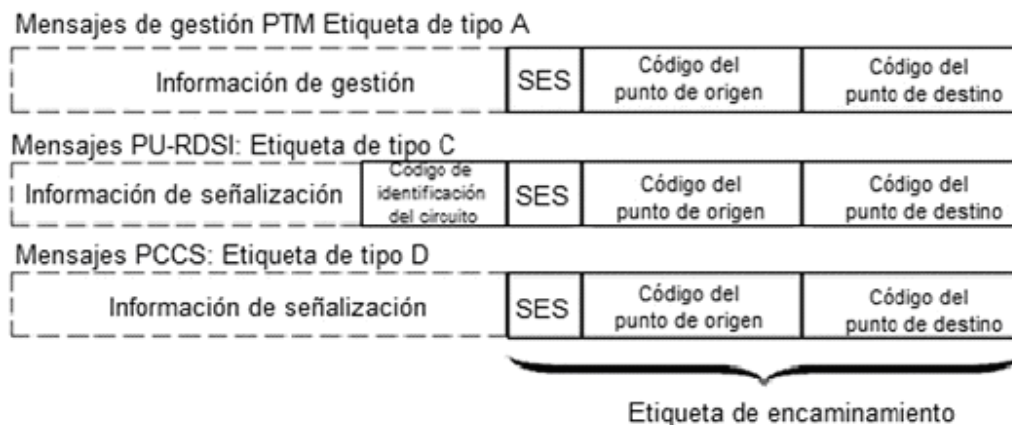 Mensajes de gestión PTM Etiqueta de tipo A
Información de gestión
SES
Código del
punto de origen
Código del
punto de destino
Mensajes PU-RDSI: Etiqueta de tipo C
Información de señalización
Código de
identificación
del circuito
SES
Código del
punto de origen
Código del
punto de destino
Mensajes PCCS: Etiqueta de tipo D
Información de señalización
SES
Código del
punto de origen
Código del
punto de destino
Etiqueta de encaminamiento